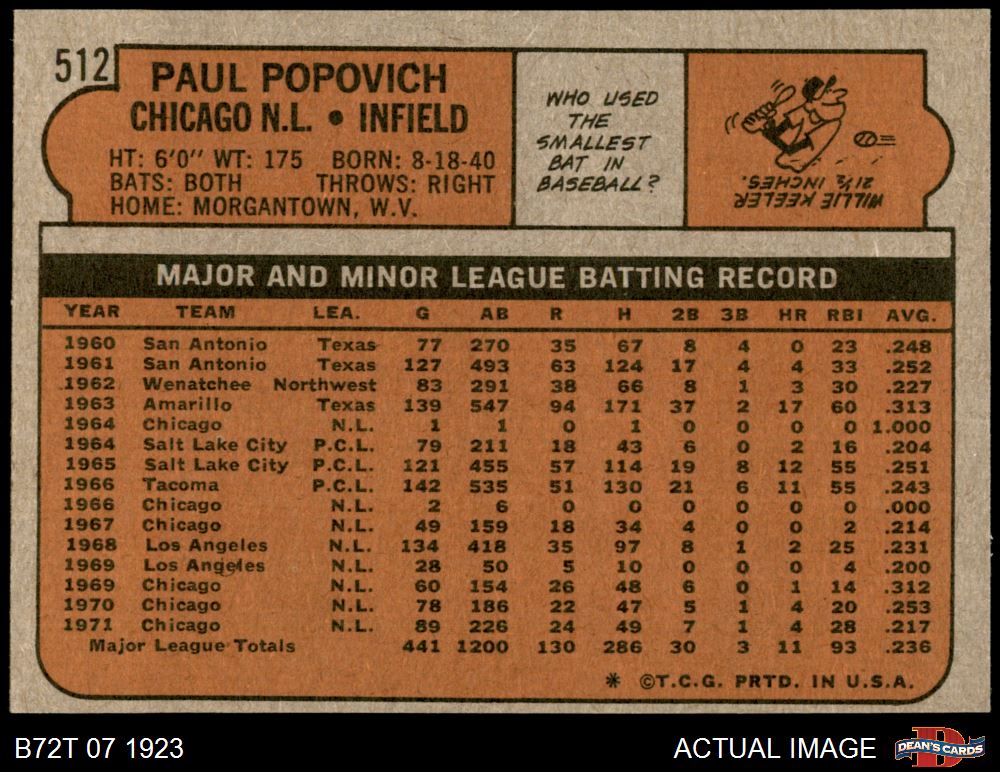 512
PAUL POPOVICH
CHICAGO N.L. • INFIELD
HT: 6'0" WT: 175 BORN: 8-18-40
BATS: BOTH THROWS: RIGHT
HOME: MORGANTOWN, W.V.
WHO USED
THE
SMALLEST
BAT IN
BASEBALL?
WILLIE KEELER
21½ INCHES.
MAJOR AND MINOR LEAGUE BATTING RECORD
YEAR TEAM LEA. G AB R H 2B 3B HR RBI AVG.
1960 San Antonio Texas 77 270 35 67 8 4 0 23 .248
1961 San Antonio Texas 127 493 63 124 17 4 4 33 .252
1962 Wenatchee Northwest 83 291 38 66 8 1 3 30 .227
1963 Amarillo Texas 139 547 94 171 37 2 17 60 .313
1964 Chicago N.L. 1 1 0 1 0 0 0 0 1.000
1964 Salt Lake City P.C.L. 79 211 18 43 6 0 2 16 .204
1965 Salt Lake City P.C.L. 121 455 57 114 19 8 12 55 .251
1966 Tacoma P.C.L. 142 535 51 130 21 6 11 55 .243
1966 Chicago N.L. 2 6 0 0 0 0 0 0 .000
1967 Chicago N.L. 49 159 18 34 4 0 0 2 .214
1968 Los Angeles N.L. 134 418 35 97 8 1 2 25 .231
1969 Los Angeles N.L. 28 50 5 10 0 0 0 4 .200
1969 Chicago N.L. 60 154 26 48 6 0 1 14 .312
1970 Chicago N.L. 78 186 22 47 5 1 4 20 .253
1971 Chicago N.L. 89 226 24 49 7 1 4 28 .217
Major League Totals 441 1200 130 286 30 3 11 93 .236
* ©T.C.G. PRTD. IN U.S.A.
B72T 07 1923
ACTUAL IMAGE
DEAN'S CARDS